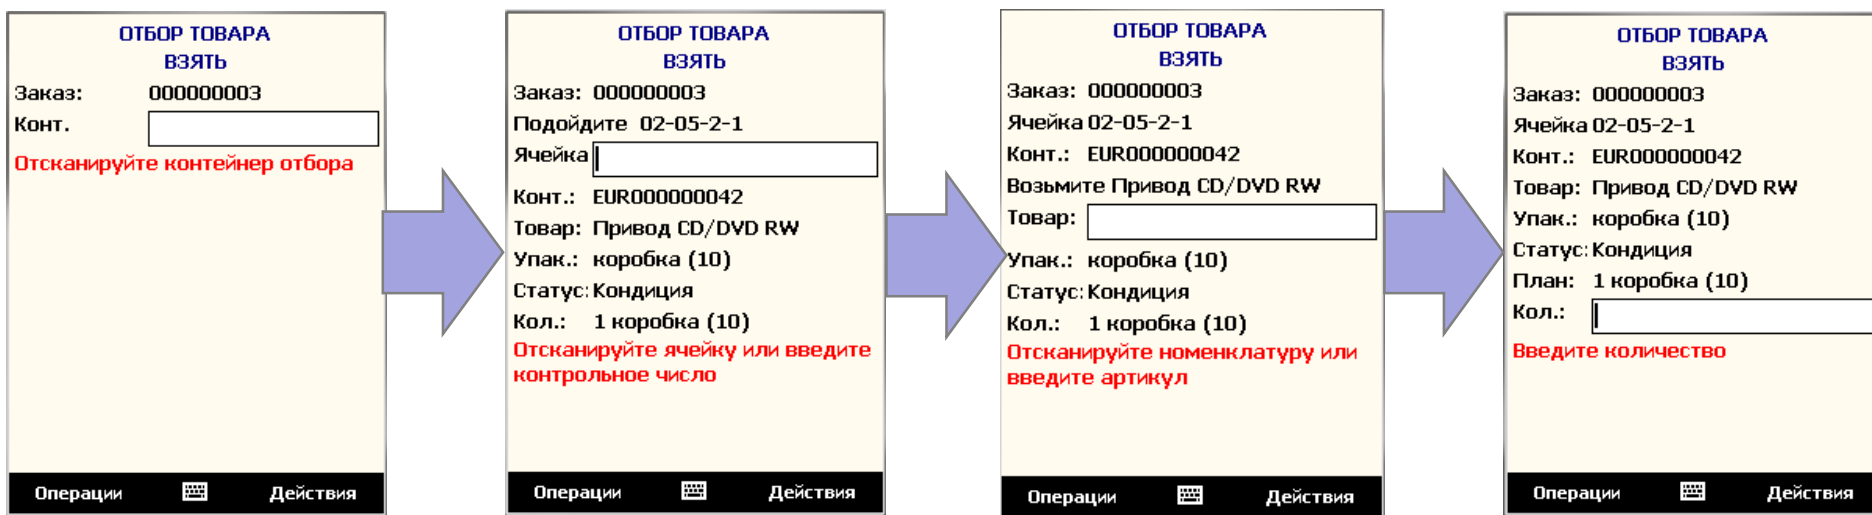 ОТБОР ТОВАРА
ВЗЯТЬ
Заказ: 000000003
Конт.
Отсканируйте контейнер отбора
Операции Действия
ОТБОР ТОВАРА
ВЗЯТЬ
Заказ: 000000003
Подойдите 02-05-2-1
Ячейка
Конт.: EUR000000042
Товар: Привод CD/DVD RW
Упак.: коробка (10)
Статус: Кондиция
Кол.: 1 коробка (10)
Отсканируйте ячейку или введите
контрольное число
Операции Действия
ОТБОР ТОВАРА
ВЗЯТЬ
Заказ: 000000003
Ячейка 02-05-2-1
Конт.: EUR000000042
Возьмите Привод CD/DVD RW
Товар:
Упак.: коробка (10)
Статус: Кондиция
Кол.: 1 коробка (10)
Отсканируйте номенклатуру или
введите артикул
Операции Действия
ОТБОР ТОВАРА
ВЗЯТЬ
Заказ: 000000003
Ячейка 02-05-2-1
Конт.: EUR000000042
Товар: Привод CD/DVD RW
Упак.: коробка (10)
Статус: Кондиция
План: 1 коробка (10)
Кол.:
Введите количество
Операции Действия